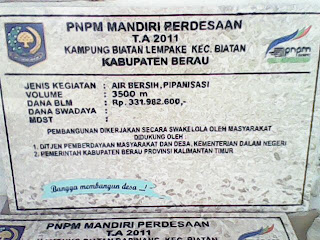 PNPM MANDIRI PERDESAAN
T.A 2011
KAMPUNG BIATAN LEMPAKE KEC. BIATAN
KABUPATEN BERAU
pnpm
JENIS KEGIATAN : AIR BERSIH, PIPANISASI
VOLUME : 3500 m
DANA BLM : Rp. 331.982.600,-
DANA SWADAYA : -
MDST : -
PEMBANGUNAN DIKERJAKAN SECARA SWAKELOLA OLEH MASYARAKAT
DIDUKUNG OLEH :
1. DITJEN PEMBERDAYAAN MASYARAKAT DAN DESA, KEMENTERIAN DALAM NEGERI
2. PEMERINTAH KABUPATEN BERAU PROVINSI KALIMANTAN TIMUR
Bangga membangun desa ..!
PNPM MANDIRI PERDESAAN
T.A 2011
KEC. BIATAN